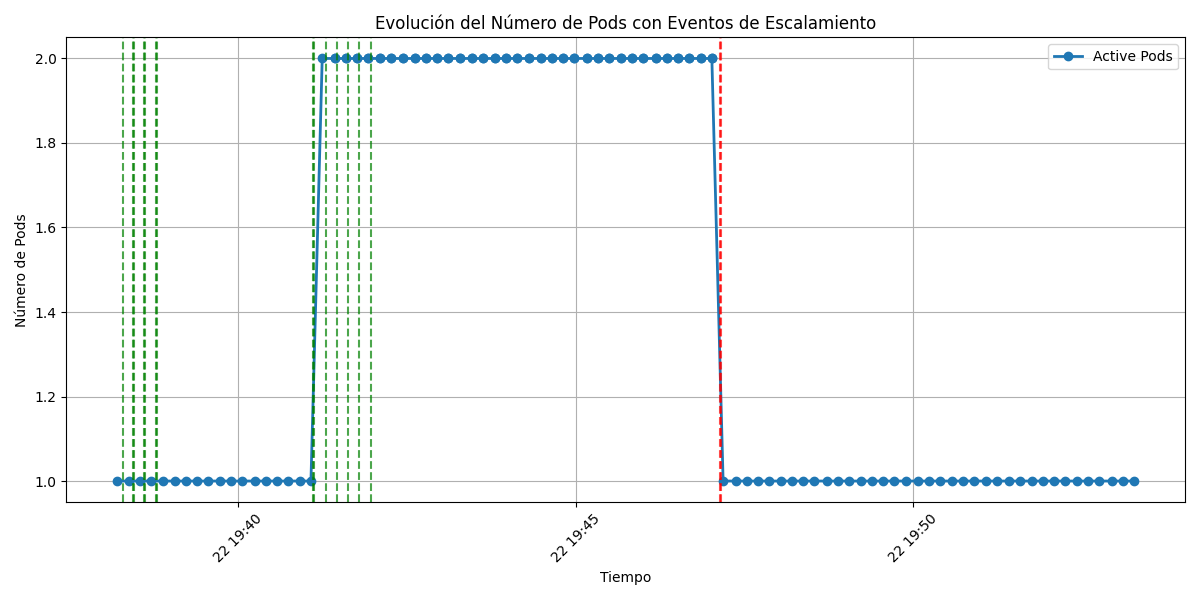 Evolución del Número de Pods con Eventos de Escalamiento
Active Pods
Número de Pods
2.0
1.8
1.6
1.4
1.2
1.0
22 19:40
22 19:45
22 19:50
Tiempo